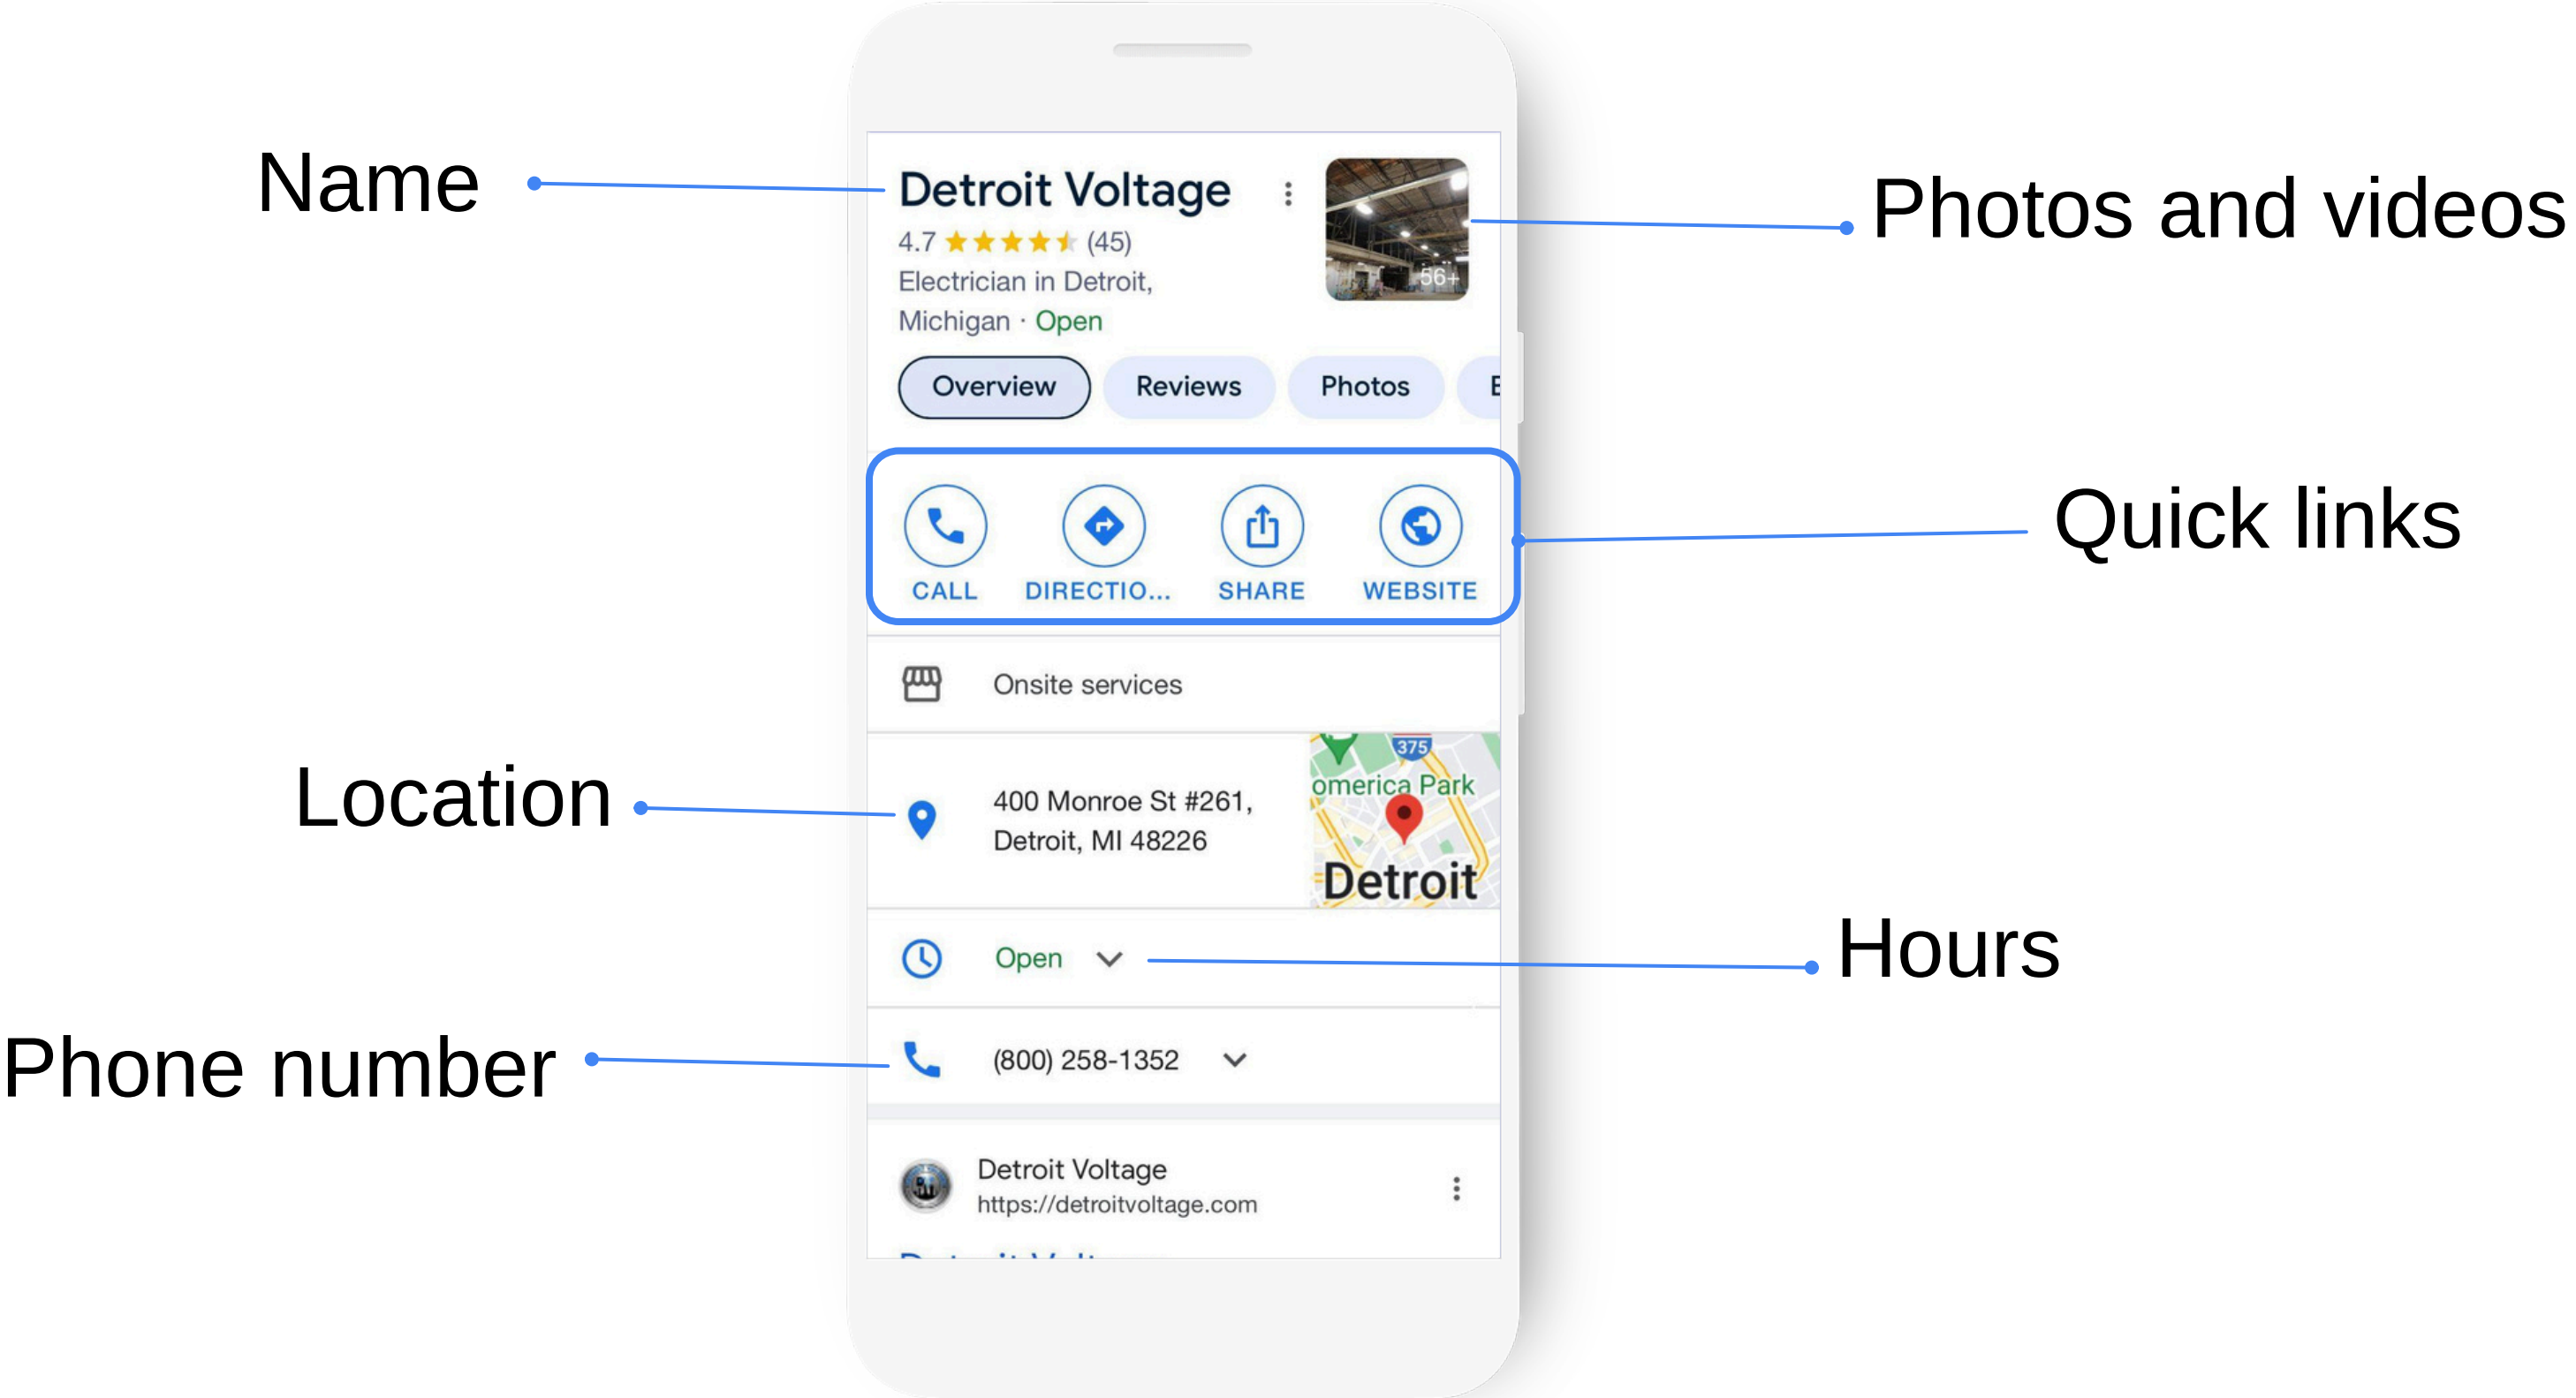 Name
Photos and videos
Detroit Voltage
4.7 (45)
56+
Electrician in Detroit,
Michigan · Open
Overview Reviews Photos
Quick links
CALL DIRECTIO... SHARE WEBSITE
Onsite services
Location
400 Monroe St #261,
Detroit, MI 48226
375
omerica Park
Detroit
Hours
Open
Phone number
(800) 258-1352
Detroit Voltage
https://detroitvoltage.com